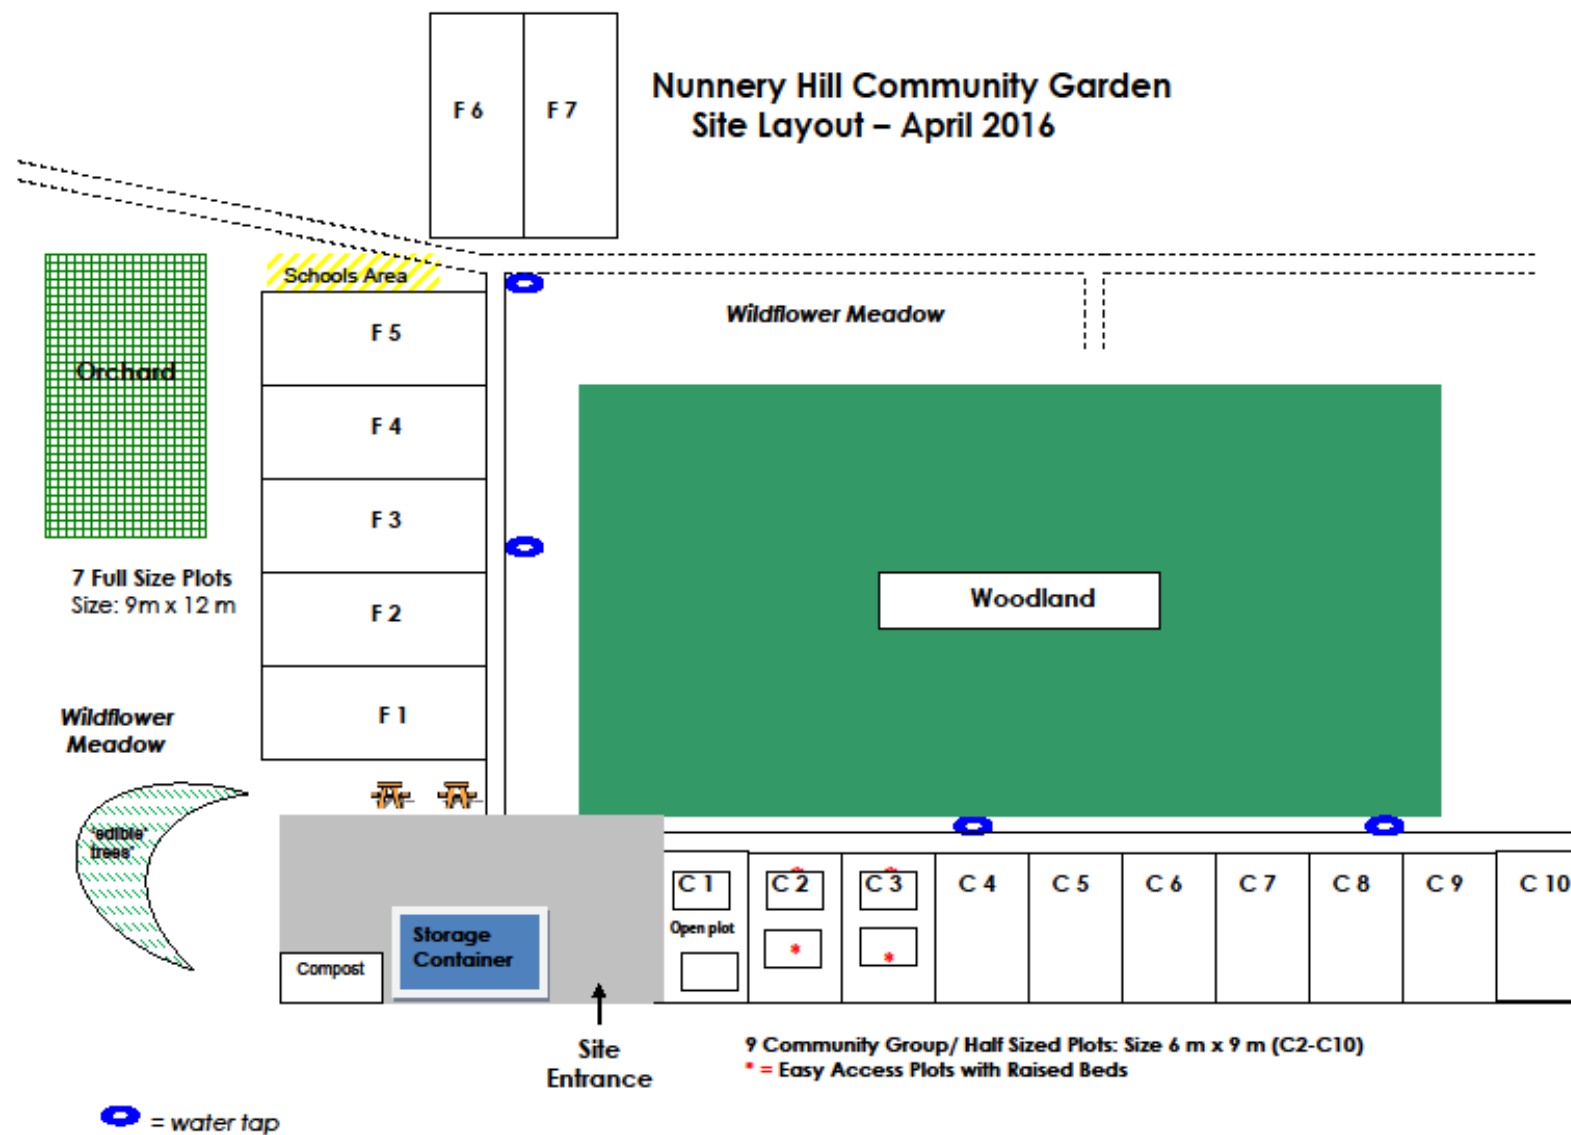 Nunnery Hill Community Garden
Site Layout – April 2016
F 6
F 7
Schools Area
Wildflower Meadow
F 5
Orchard
F 4
F 3
7 Full Size Plots
Size: 9m x 12 m
F 2
Woodland
F 1
Wildflower
Meadow
'edible'
trees'
C 1
C 2
C 3
C 4
C 5
C 6
C 7
C 8
C 9
C 10
Open plot
*
*
Storage
Container
Compost
Site
Entrance
9 Community Group/ Half Sized Plots: Size 6 m x 9 m (C2-C10)
* = Easy Access Plots with Raised Beds
= water tap